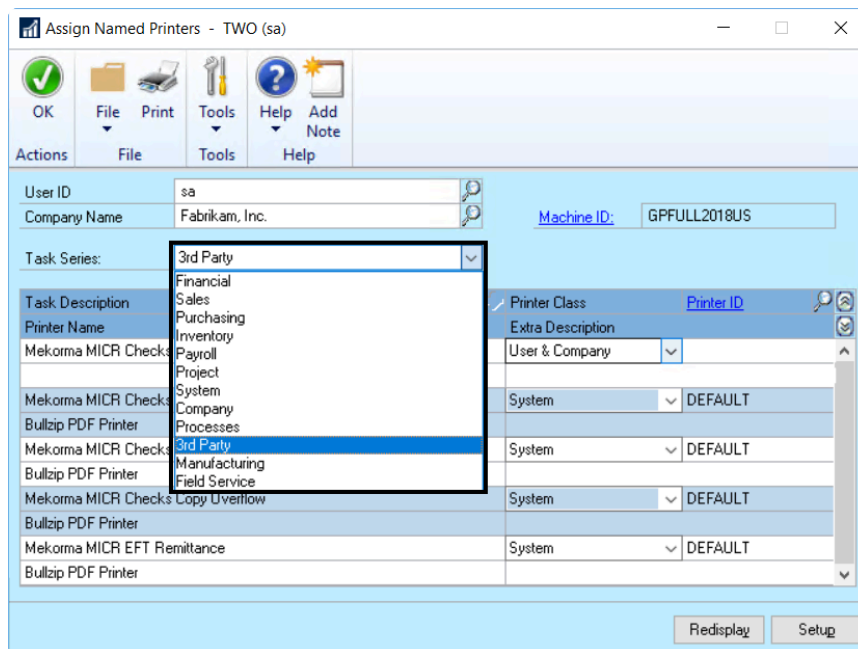 Assign Named Printers - TWO (sa)
OK File Print Tools Help Add Note
Actions File Tools Help
User ID sa
Company Name Fabrikam, Inc. Machine ID: GPFULL2018US
Task Series: 3rd Party
Financial
Sales
Purchasing
Inventory
Payroll
Project
System
Company
Processes
3rd Party
Manufacturing
Field Service
Task Description Printer Class Printer ID
Printer Name Extra Description
Mekorma MICR Checks User & Company
Mekorma MICR Checks System DEFAULT
Bullzip PDF Printer
Mekorma MICR Checks System DEFAULT
Bullzip PDF Printer
Mekorma MICR Checks Copy Overflow System DEFAULT
Bullzip PDF Printer
Mekorma MICR EFT Remittance System DEFAULT
Bullzip PDF Printer
Redisplay Setup